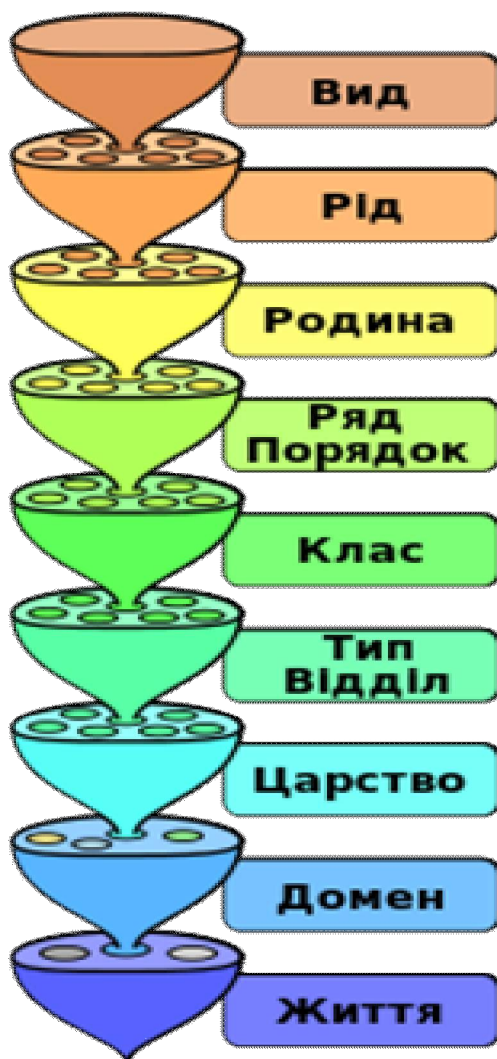 Вид
Рід
Родина
Ряд
Порядок
Клас
Тип
Відділ
Царство
Домен
Життя